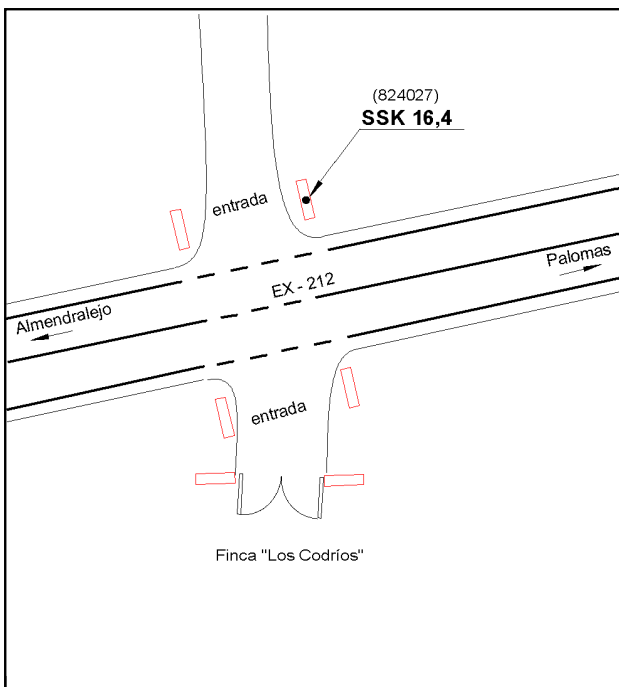 (824027)
SSK 16,4
entrada
EX - 212
Palomas
Almendralejo
entrada
Finca "Los Codríos"